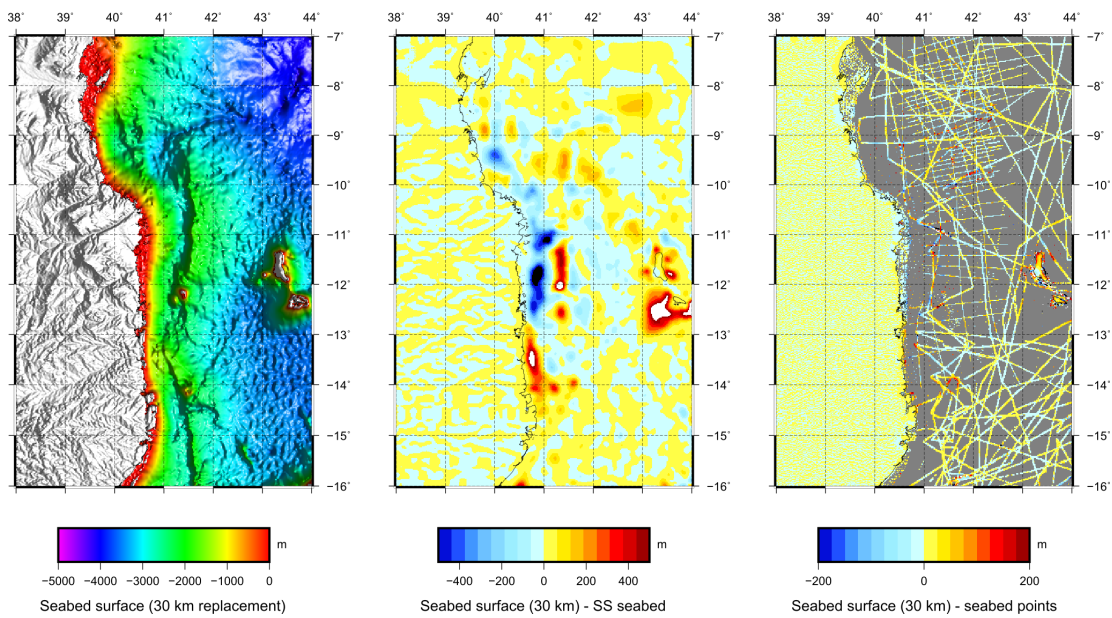 38˚ 39˚ 40˚ 41˚ 42˚ 43˚ 44˚
−7˚
−8˚
−9˚
−10˚
−11˚
−12˚
−13˚
−14˚
−15˚
−16˚
m
−5000 −4000 −3000 −2000 −1000 0
Seabed surface (30 km replacement)
38˚ 39˚ 40˚ 41˚ 42˚ 43˚ 44˚
−7˚
−8˚
−9˚
−10˚
−11˚
−12˚
−13˚
−14˚
−15˚
−16˚
m
−400 −200 0 200 400
Seabed surface (30 km) - SS seabed
38˚ 39˚ 40˚ 41˚ 42˚ 43˚ 44˚
−7˚
−8˚
−9˚
−10˚
−11˚
−12˚
−13˚
−14˚
−15˚
−16˚
m
−200 0 200
Seabed surface (30 km) - seabed points